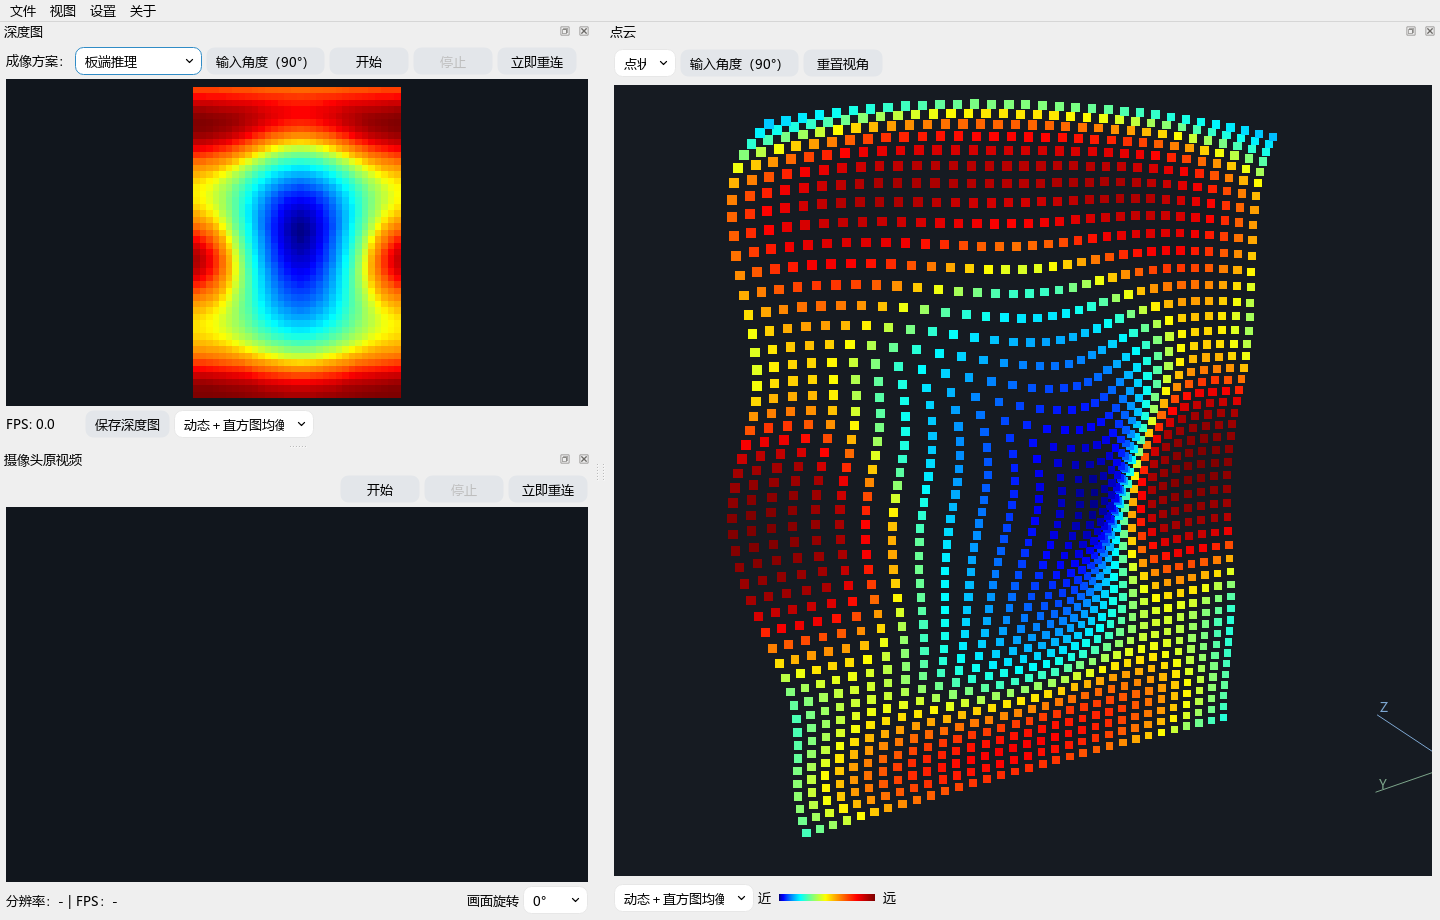 文件 视图 设置 关于
深度图
成像方案： 板端推理 输入角度（90°） 开始 停止 立即重连
FPS: 0.0 保存深度图 动态 + 直方图均衡
摄像头原视频
开始 停止 立即重连
分辨率：- | FPS：- 画面旋转 0°
点云
点状 输入角度（90°） 重置视角
Z
Y
动态 + 直方图均衡 近 远